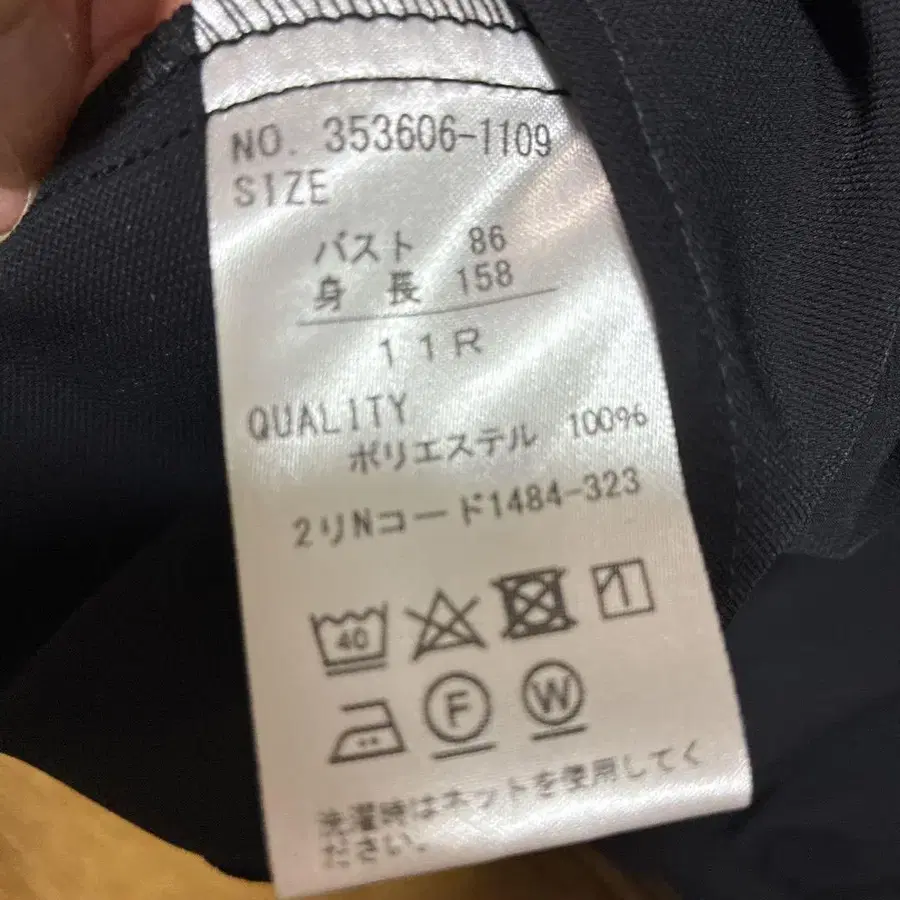 NO. 353606-1109
SIZE
バスト 86
身 長 158
11R
QUALITY
ポリエステル 100%
2リNコード1484-323
40
F W
洗濯時はネットを使用してく
ださい。